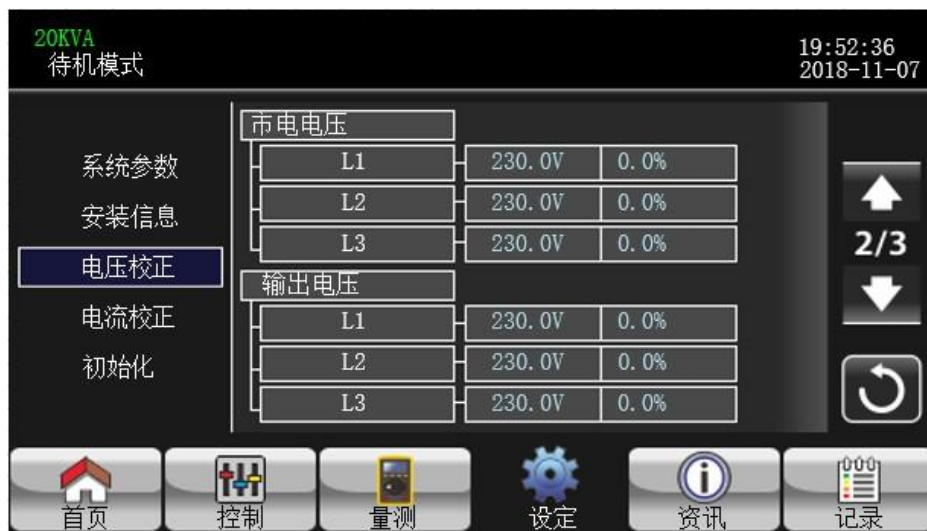 20KVA
待机模式
19:52:36
2018-11-07
系统参数
安装信息
电压校正
电流校正
初始化
市电电压
L1 230.0V 0.0%
L2 230.0V 0.0%
L3 230.0V 0.0%
输出电压
L1 230.0V 0.0%
L2 230.0V 0.0%
L3 230.0V 0.0%
2/3
首页 控制 量测 设定 资讯 记录